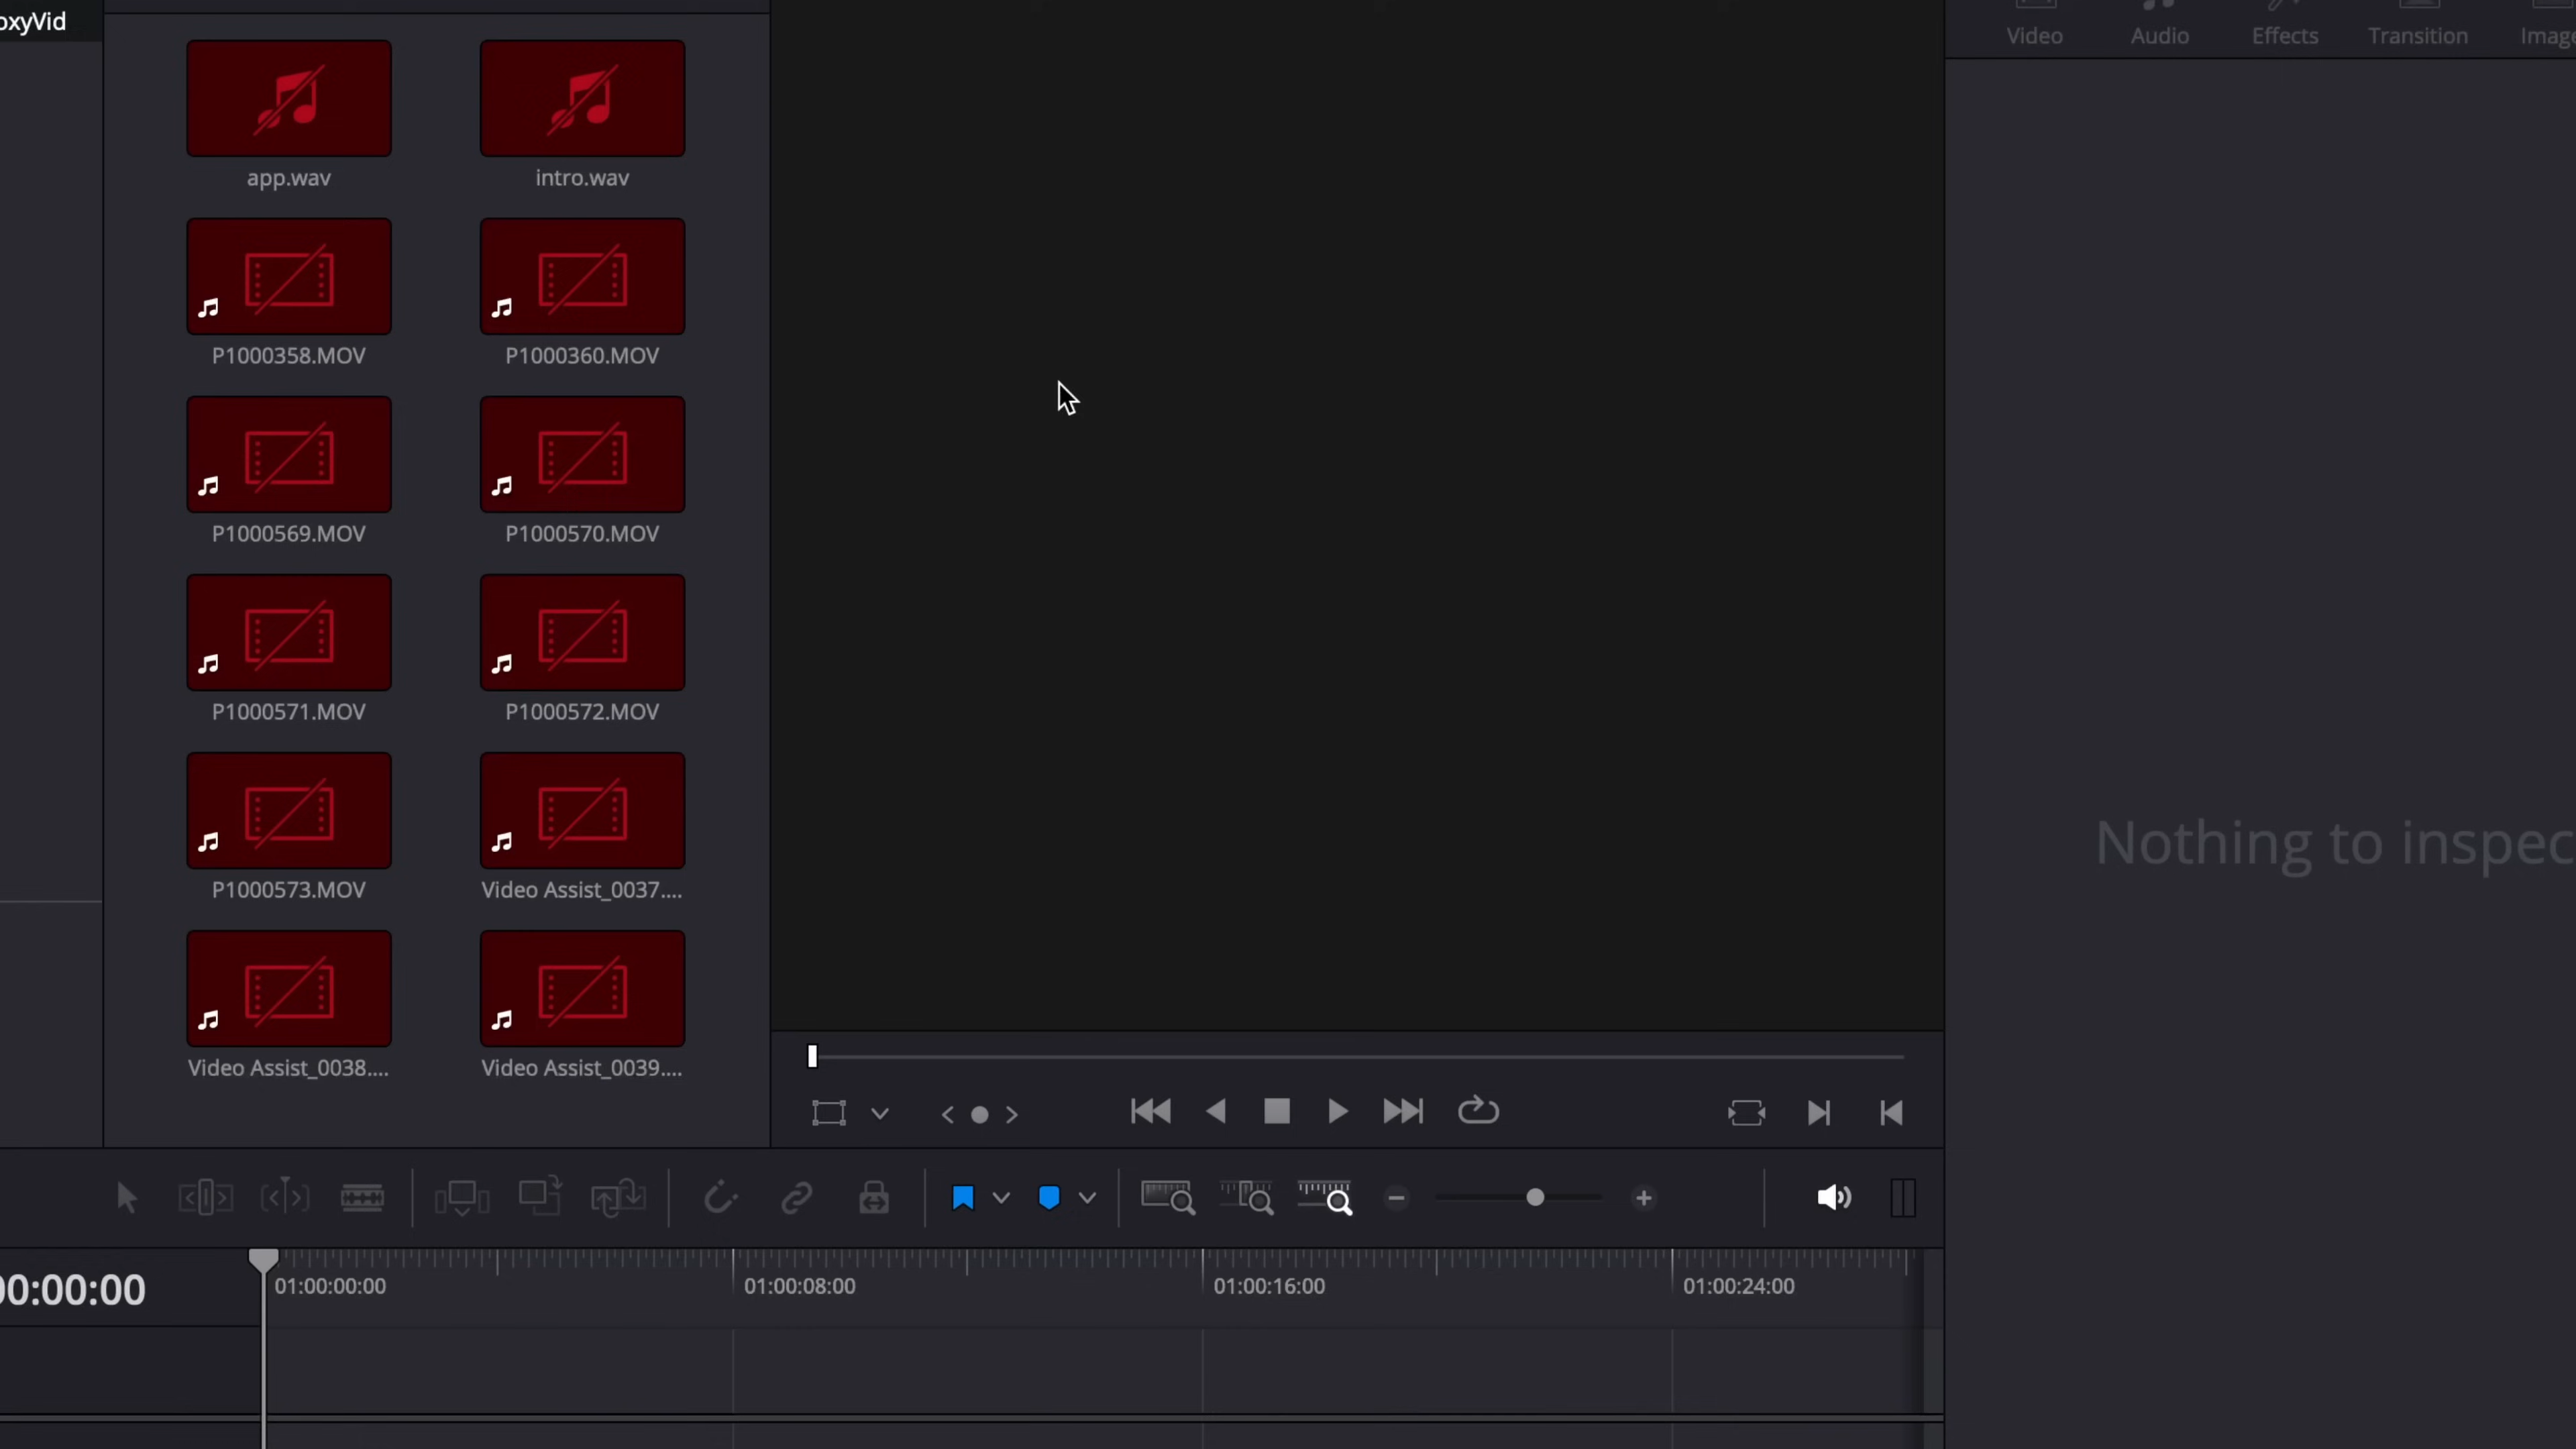 oxyVid
Video Audio Effects Transition Image
app.wav intro.wav
P1000358.MOV P1000360.MOV
P1000569.MOV P1000570.MOV
P1000571.MOV P1000572.MOV
P1000573.MOV Video Assist_0037....
Video Assist_0038.... Video Assist_0039....
Nothing to inspec
00:00:00
01:00:00:00 01:00:08:00 01:00:16:00 01:00:24:00